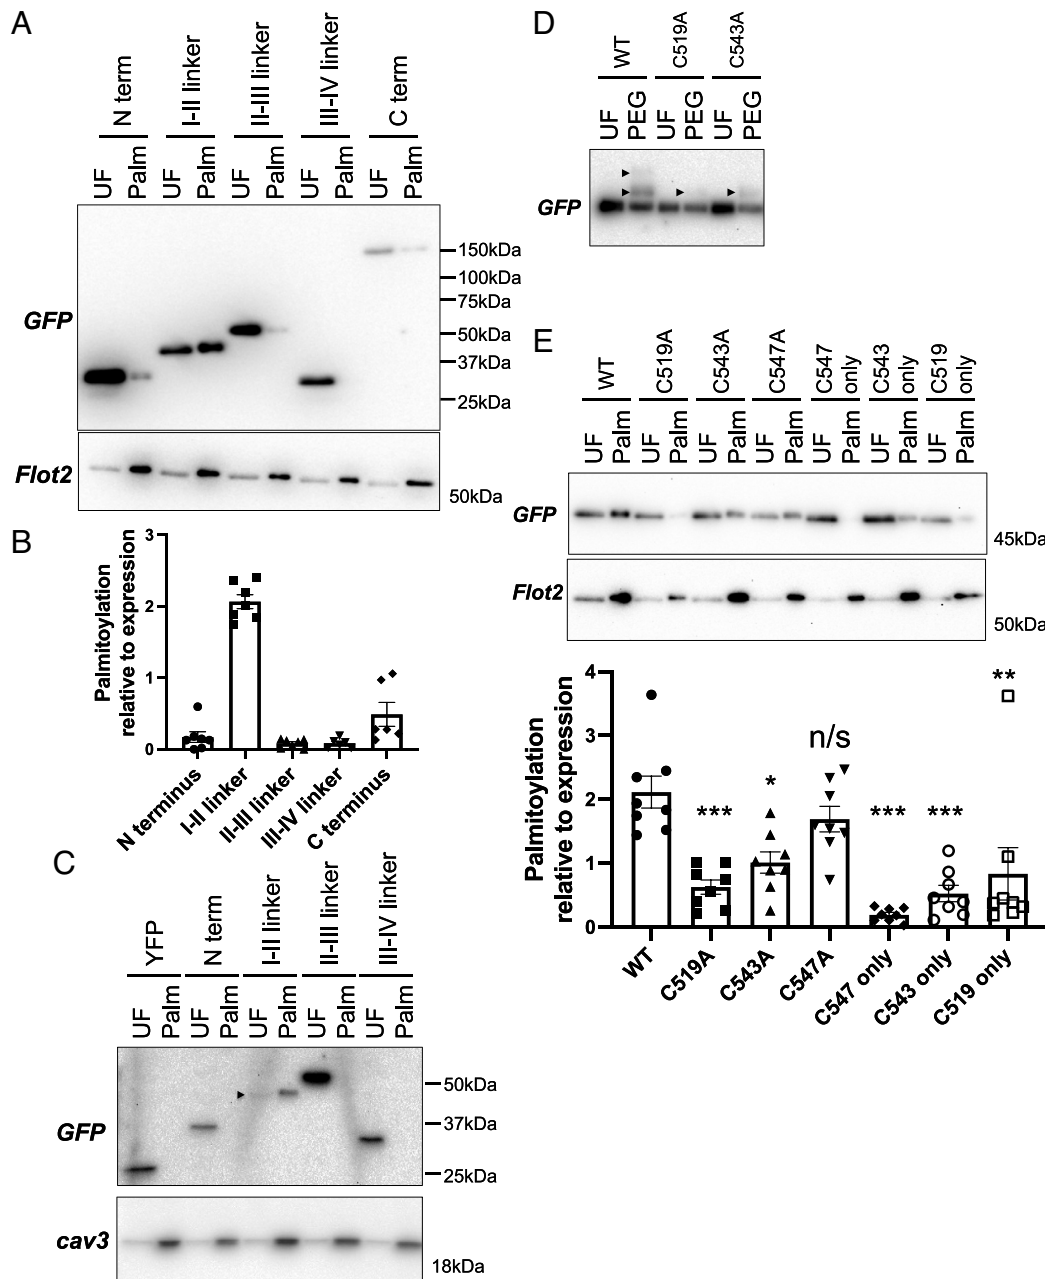 A
N term
I-II linker
II-III linker
III-IV linker
C term
UF
Palm
UF
Palm
UF
Palm
UF
Palm
UF
Palm
GFP
150kDa
100kDa
75kDa
50kDa
37kDa
25kDa
Flot2
50kDa
B
Palmitoylation
relative to expression
3
2
1
0
N terminus
I-II linker
II-III linker
III-IV linker
C terminus
C
YFP
N term
I-II linker
II-III linker
III-IV linker
UF
Palm
UF
Palm
UF
Palm
UF
Palm
UF
Palm
GFP
50kDa
37kDa
25kDa
cav3
18kDa
D
WT
C519A
C543A
UF
PEG
UF
PEG
UF
PEG
GFP
E
WT
C519A
C543A
C547A
C547
only
C543
only
C519
only
UF
Palm
UF
Palm
UF
Palm
UF
Palm
UF
Palm
UF
Palm
UF
Palm
GFP
45kDa
Flot2
50kDa
Palmitoylation
relative to expression
4
3
2
1
0
***
*
n/s
***
***
**
WT
C519A
C543A
C547A
C547 only
C543 only
C519 only